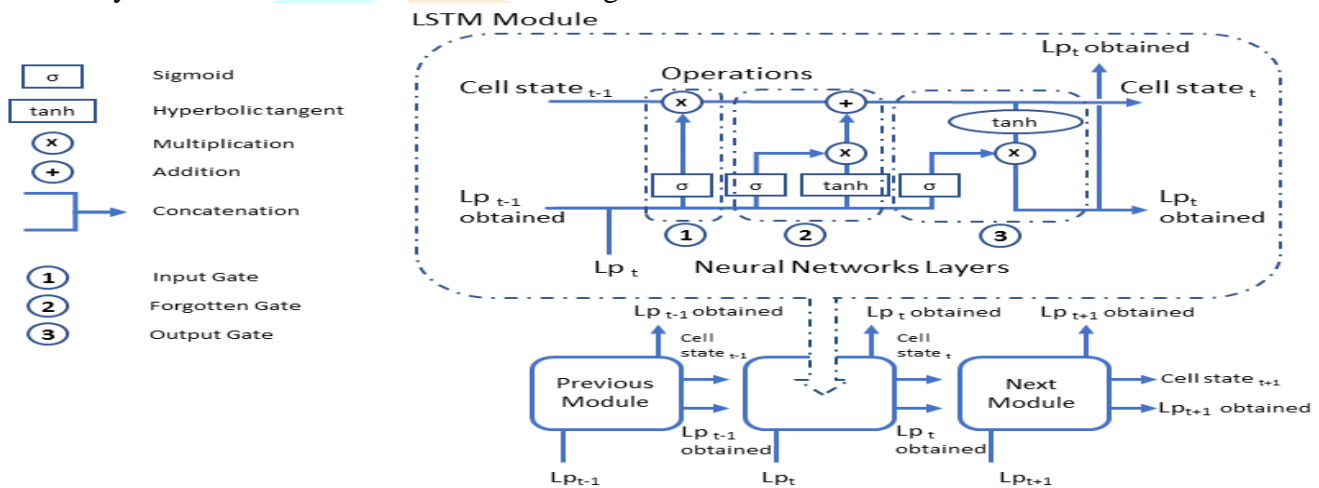 LSTM Module
σ Sigmoid
tanh Hyperbolic tangent
x Multiplication
+ Addition
Concatenation
1 Input Gate
2 Forgotten Gate
3 Output Gate
Lpt obtained
Operations
Cell state t-1
x
+
Cell state t
tanh
x
x
σ
σ
tanh
σ
Lp t-1
obtained
Lpt
obtained
1
2
3
Lp t
Neural Networks Layers
Lp t-1 obtained
Lp t obtained
Lpt+1 obtained
Cell
state t-1
Cell
state t
Previous
Module
Next
Module
Cell state t+1
Lpt+1 obtained
Lp t-1
obtained
Lp t
obtained
Lpt-1
Lpt
Lpt+1